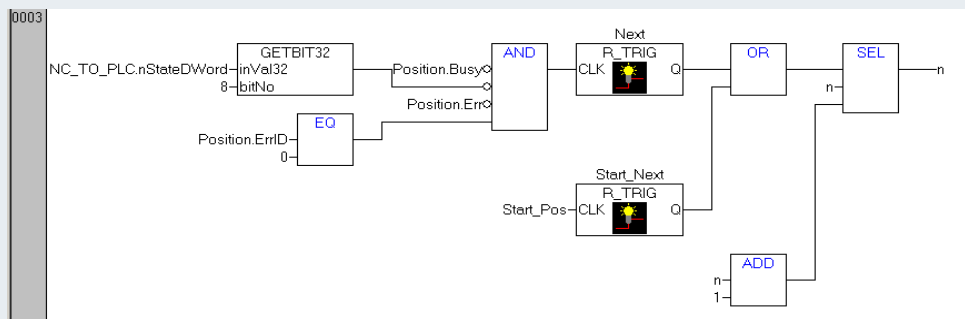 0003
GETBIT32
NC_TO_PLC.nStateDWord
inVal32
8
bitNo
EQ
Position.ErrID
0
AND
Position.Busy
Position.Err
Next
R_TRIG
CLK
Q
Start_Next
R_TRIG
Start_Pos
CLK
Q
OR
ADD
n
1
SEL
n
n